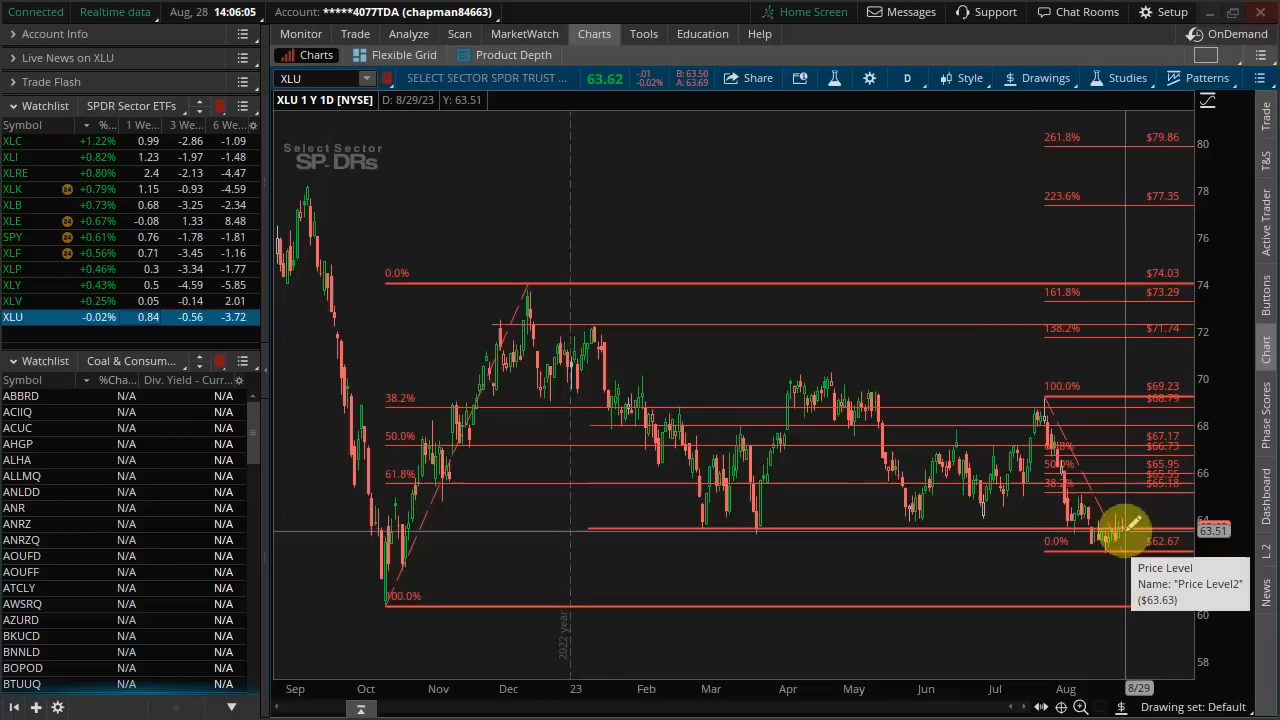 Connected Realtime data Aug, 28 14:06:05 Account: *****4077TDA (chapman84663) Home Screen Messages Support Chat Rooms Setup
Account Info
Live News on XLU
Trade Flash
Monitor Trade Analyze Scan MarketWatch Charts Tools Education Help OnDemand
Charts Flexible Grid Product Depth
XLU SELECT SECTOR SPDR TRUST ... 63.62 -.01 -0.02% B: 63.50 A: 63.69 Share D Style Drawings Studies Patterns
XLU 1 Y 1D [NYSE] D: 8/29/23 Y: 63.51
Watchlist SPDR Sector ETFs
Symbol %... 1 We... 3 We... 6 We...
XLC +1.22% 0.99 -2.86 -1.09
XLI +0.82% 1.23 -1.97 -1.48
XLRE +0.80% 2.4 -2.13 -4.47
XLK 24 +0.79% 1.15 -0.93 -4.59
XLB +0.73% 0.68 -3.25 -2.34
XLE 24 +0.67% -0.08 1.33 8.48
SPY 24 +0.61% 0.76 -1.78 -1.81
XLF 24 +0.56% 0.71 -3.45 -1.16
XLP +0.46% 0.3 -3.34 -1.77
XLY +0.43% 0.5 -4.59 -5.85
XLV +0.25% 0.05 -0.14 2.01
XLU -0.02% 0.84 -0.56 -3.72
Watchlist Coal & Consum...
Symbol %Cha... Div. Yield - Curr...
ABBRD N/A N/A
ACIIQ N/A N/A
ACUC N/A N/A
AHGP N/A N/A
ALHA N/A N/A
ALLMQ N/A N/A
ANLDD N/A N/A
ANR N/A N/A
ANRZ N/A N/A
ANRZQ N/A N/A
AOUFD N/A N/A
AOUFF N/A N/A
ATCLY N/A N/A
AWSRQ N/A N/A
AZURD N/A N/A
BKUCD N/A N/A
BNNLD N/A N/A
BOPOD N/A N/A
BTUUQ N/A N/A
Select Sector
SPDRs
261.8% $79.86
223.6% $77.35
0.0% $74.03
161.8% $73.29
138.2% $71.74
100.0% $69.23
38.2% $68.79
50.0% $67.17
$66.73
50.0% $65.95
61.8%
38.2% $65.18
0.0% $62.67
100.0%
80
78
76
74
72
70
68
66
64
63.51
60
58
Price Level
Name: "Price Level2"
($63.63)
2022 year
Sep Oct Nov Dec 23 Feb Mar Apr May Jun Jul Aug 8/29
Drawing set: Default
Trade
T&S
Active Trader
Buttons
Chart
Phase Scores
Dashboard
L2
News